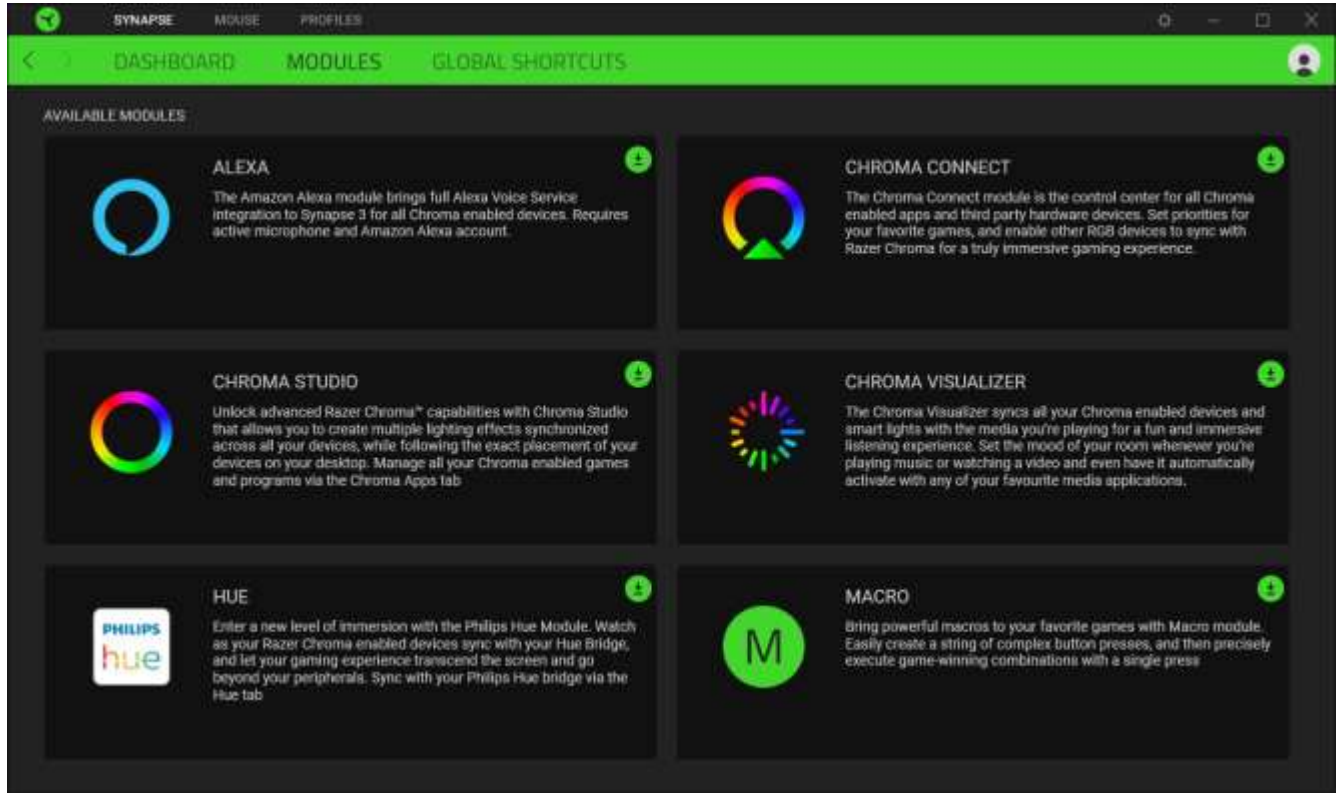 SYNAPSE MOUSE PROFILES
DASHBOARD MODULES GLOBAL SHORTCUTS
AVAILABLE MODULES
ALEXA
The Amazon Alexa module brings full Alexa Voice Service
integration to Synapse 3 for all Chroma enabled devices. Requires
active microphone and Amazon Alexa account.
CHROMA CONNECT
The Chroma Connect module is the control center for all Chroma
enabled apps and third party hardware devices. Set priorities for
your favorite games, and enable other RGB devices to sync with
Razer Chroma for a truly immersive gaming experience.
CHROMA STUDIO
Unlock advanced Razer Chroma™ capabilities with Chroma Studio
that allows you to create multiple lighting effects synchronized
across all your devices, while following the exact placement of your
devices on your desktop. Manage all your Chroma enabled games
and programs via the Chroma Apps tab
CHROMA VISUALIZER
The Chroma Visualizer syncs all your Chroma enabled devices and
smart lights with the media you're playing for a fun and immersive
listening experience. Set the mood of your room whenever you're
playing music or watching a video and even have it automatically
activate with any of your favourite media applications.
PHILIPS
hue
HUE
Enter a new level of immersion with the Philips Hue Module. Watch
as your Razer Chroma enabled devices sync with your Hue Bridge,
and let your gaming experience transcend the screen and go
beyond your peripherals. Sync with your Philips Hue bridge via the
Hue tab
M
MACRO
Bring powerful macros to your favorite games with Macro module.
Easily create a string of complex button presses, and then precisely
execute game-winning combinations with a single press